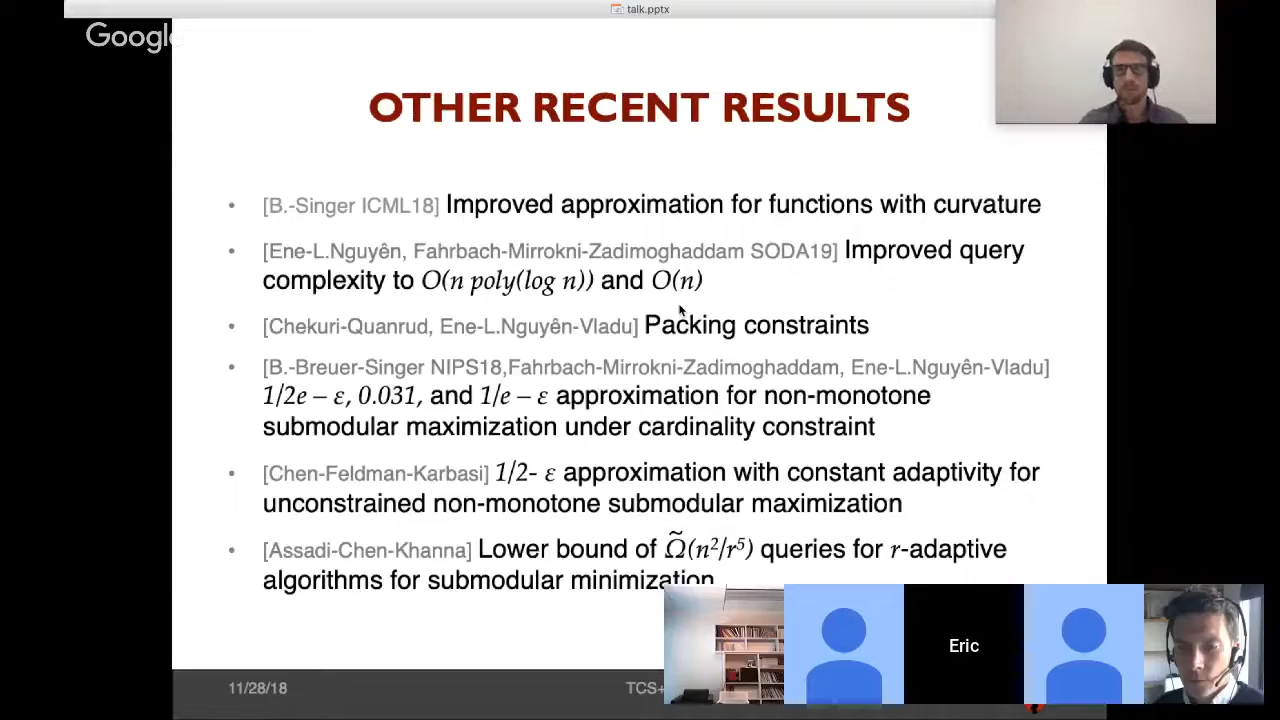 talk.pptx
Google
OTHER RECENT RESULTS
• [B.-Singer ICML18] Improved approximation for functions with curvature
• [Ene-L.Nguyên, Fahrbach-Mirrokni-Zadimoghaddam SODA19] Improved query
complexity to O(n poly(log n)) and O(n)
• [Chekuri-Quanrud, Ene-L.Nguyên-Vladu] Packing constraints
• [B.-Breuer-Singer NIPS18,Fahrbach-Mirrokni-Zadimoghaddam, Ene-L.Nguyên-Vladu]
1/2e – ε, 0.031, and 1/e – ε approximation for non-monotone
submodular maximization under cardinality constraint
• [Chen-Feldman-Karbasi] 1/2- ε approximation with constant adaptivity for
unconstrained non-monotone submodular maximization
• [Assadi-Chen-Khanna] Lower bound of Ω̃(n²/r⁵) queries for r-adaptive
algorithms for submodular minimization
Eric
11/28/18
TCS+